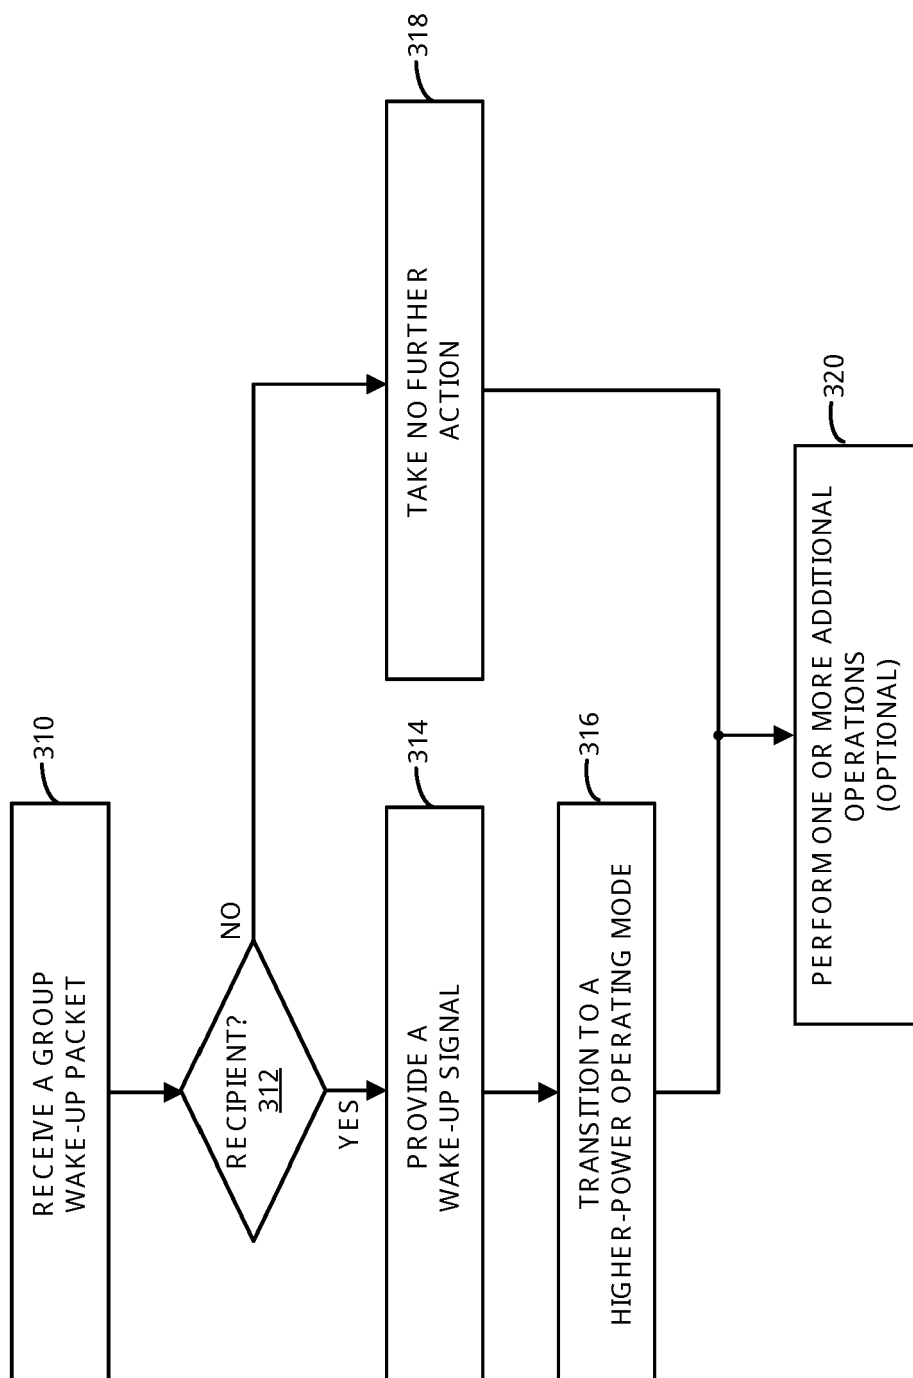 310
RECEIVE A GROUP
WAKE-UP PACKET
RECIPIENT?
312
NO
YES
314
PROVIDE A
WAKE-UP SIGNAL
318
TAKE NO FURTHER
ACTION
316
TRANSITION TO A
HIGHER-POWER OPERATING MODE
320
PERFORM ONE OR MORE ADDITIONAL
OPERATIONS
(OPTIONAL)